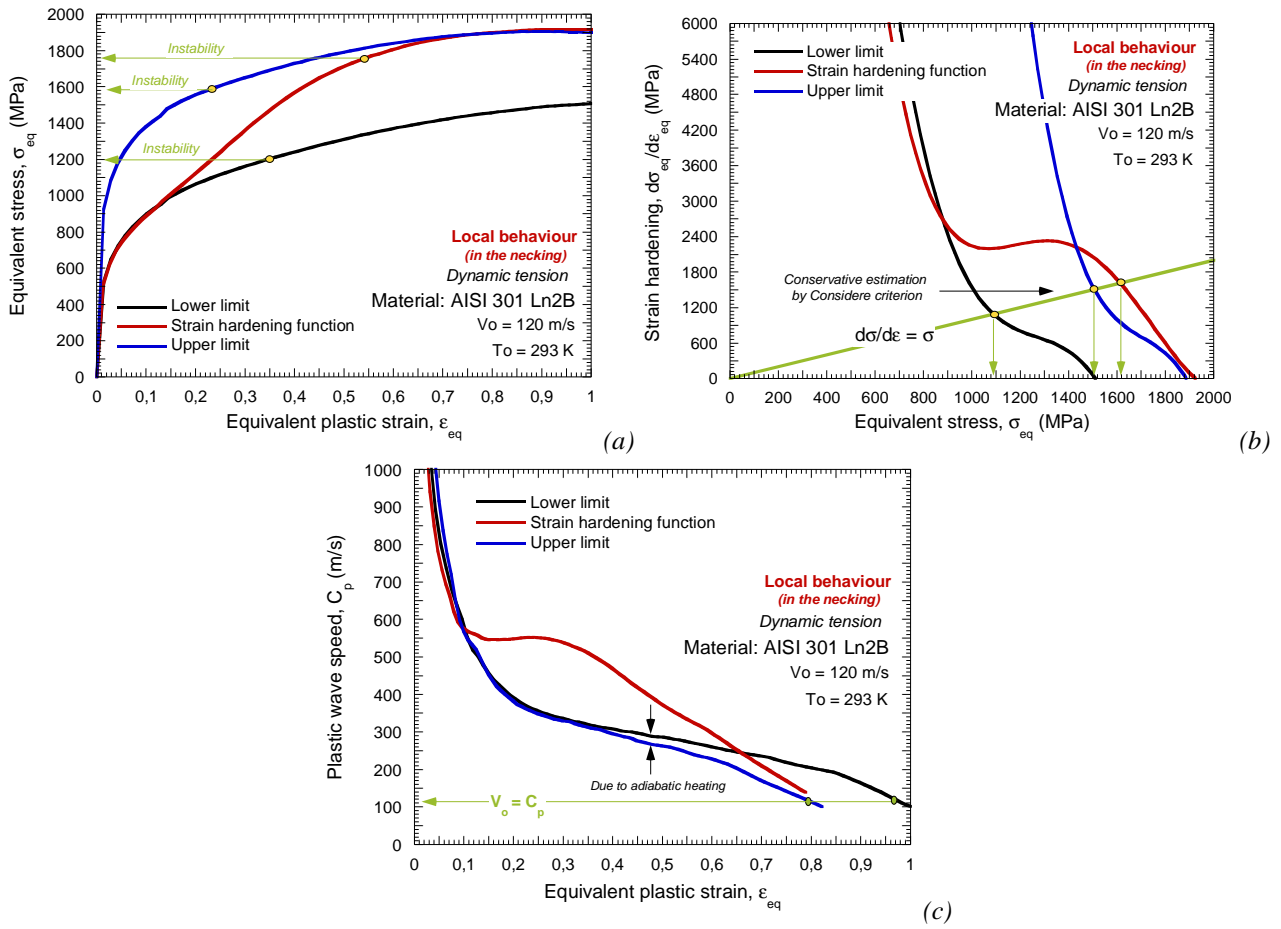 2000
1800
1600
1400
1200
1000
800
600
400
200
0
Equivalent stress, σeq (MPa)
Instability
Instability
Instability
Local behaviour
(in the necking)
Dynamic tension
Material: AISI 301 Ln2B
Vo = 120 m/s
To = 293 K
Lower limit
Strain hardening function
Upper limit
0 0,1 0,2 0,3 0,4 0,5 0,6 0,7 0,8 0,9 1
Equivalent plastic strain, εeq
(a)
6000
5400
4800
4200
3600
3000
2400
1800
1200
600
0
Strain hardening, dσeq/dεeq (MPa)
Lower limit
Strain hardening function
Upper limit
Local behaviour
(in the necking)
Dynamic tension
Material: AISI 301 Ln2B
Vo = 120 m/s
To = 293 K
Conservative estimation
by Considere criterion
dσ/dε = σ
0 200 400 600 800 1000 1200 1400 1600 1800 2000
Equivalent stress, σeq (MPa)
(b)
1000
900
800
700
600
500
400
300
200
100
0
Plastic wave speed, Cp (m/s)
Lower limit
Strain hardening function
Upper limit
Local behaviour
(in the necking)
Dynamic tension
Material: AISI 301 Ln2B
Vo = 120 m/s
To = 293 K
Due to adiabatic heating
Vo = Cp
0 0,1 0,2 0,3 0,4 0,5 0,6 0,7 0,8 0,9 1
Equivalent plastic strain, εeq
(c)